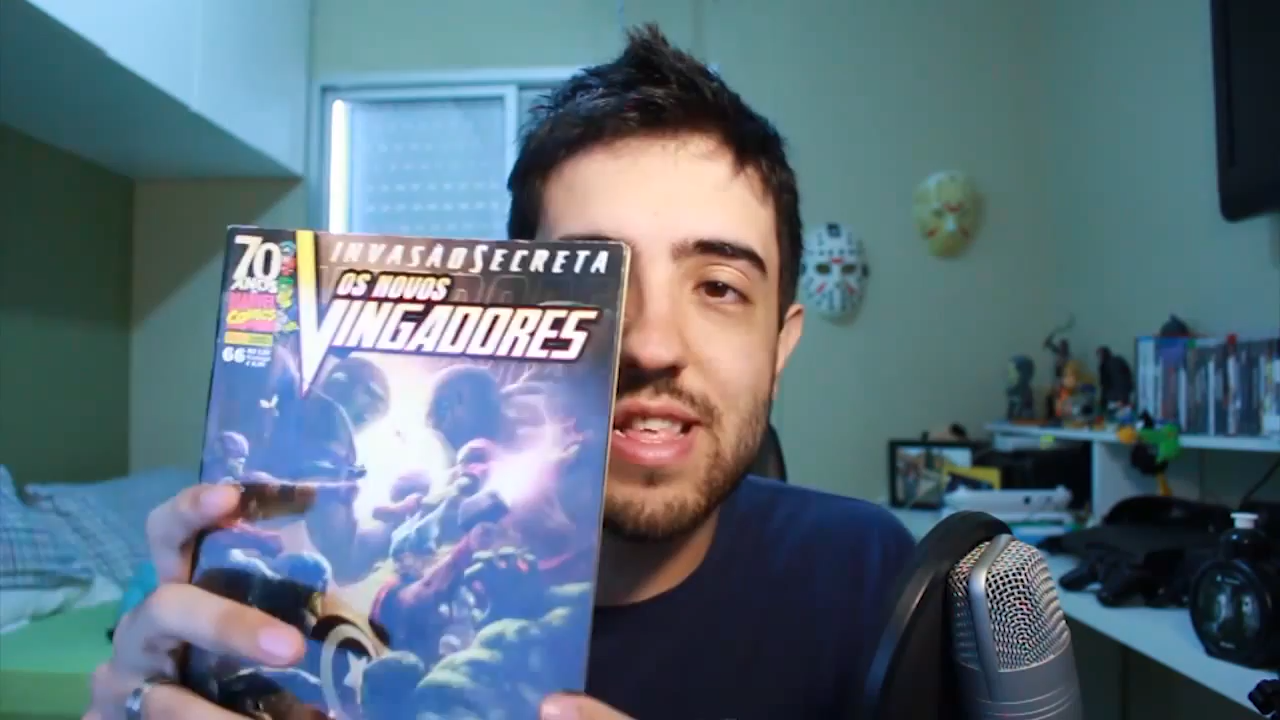 INVASÃO SECRETA
70
ANOS
MARVEL
COMICS
OS NOVOS
VINGADORES
66